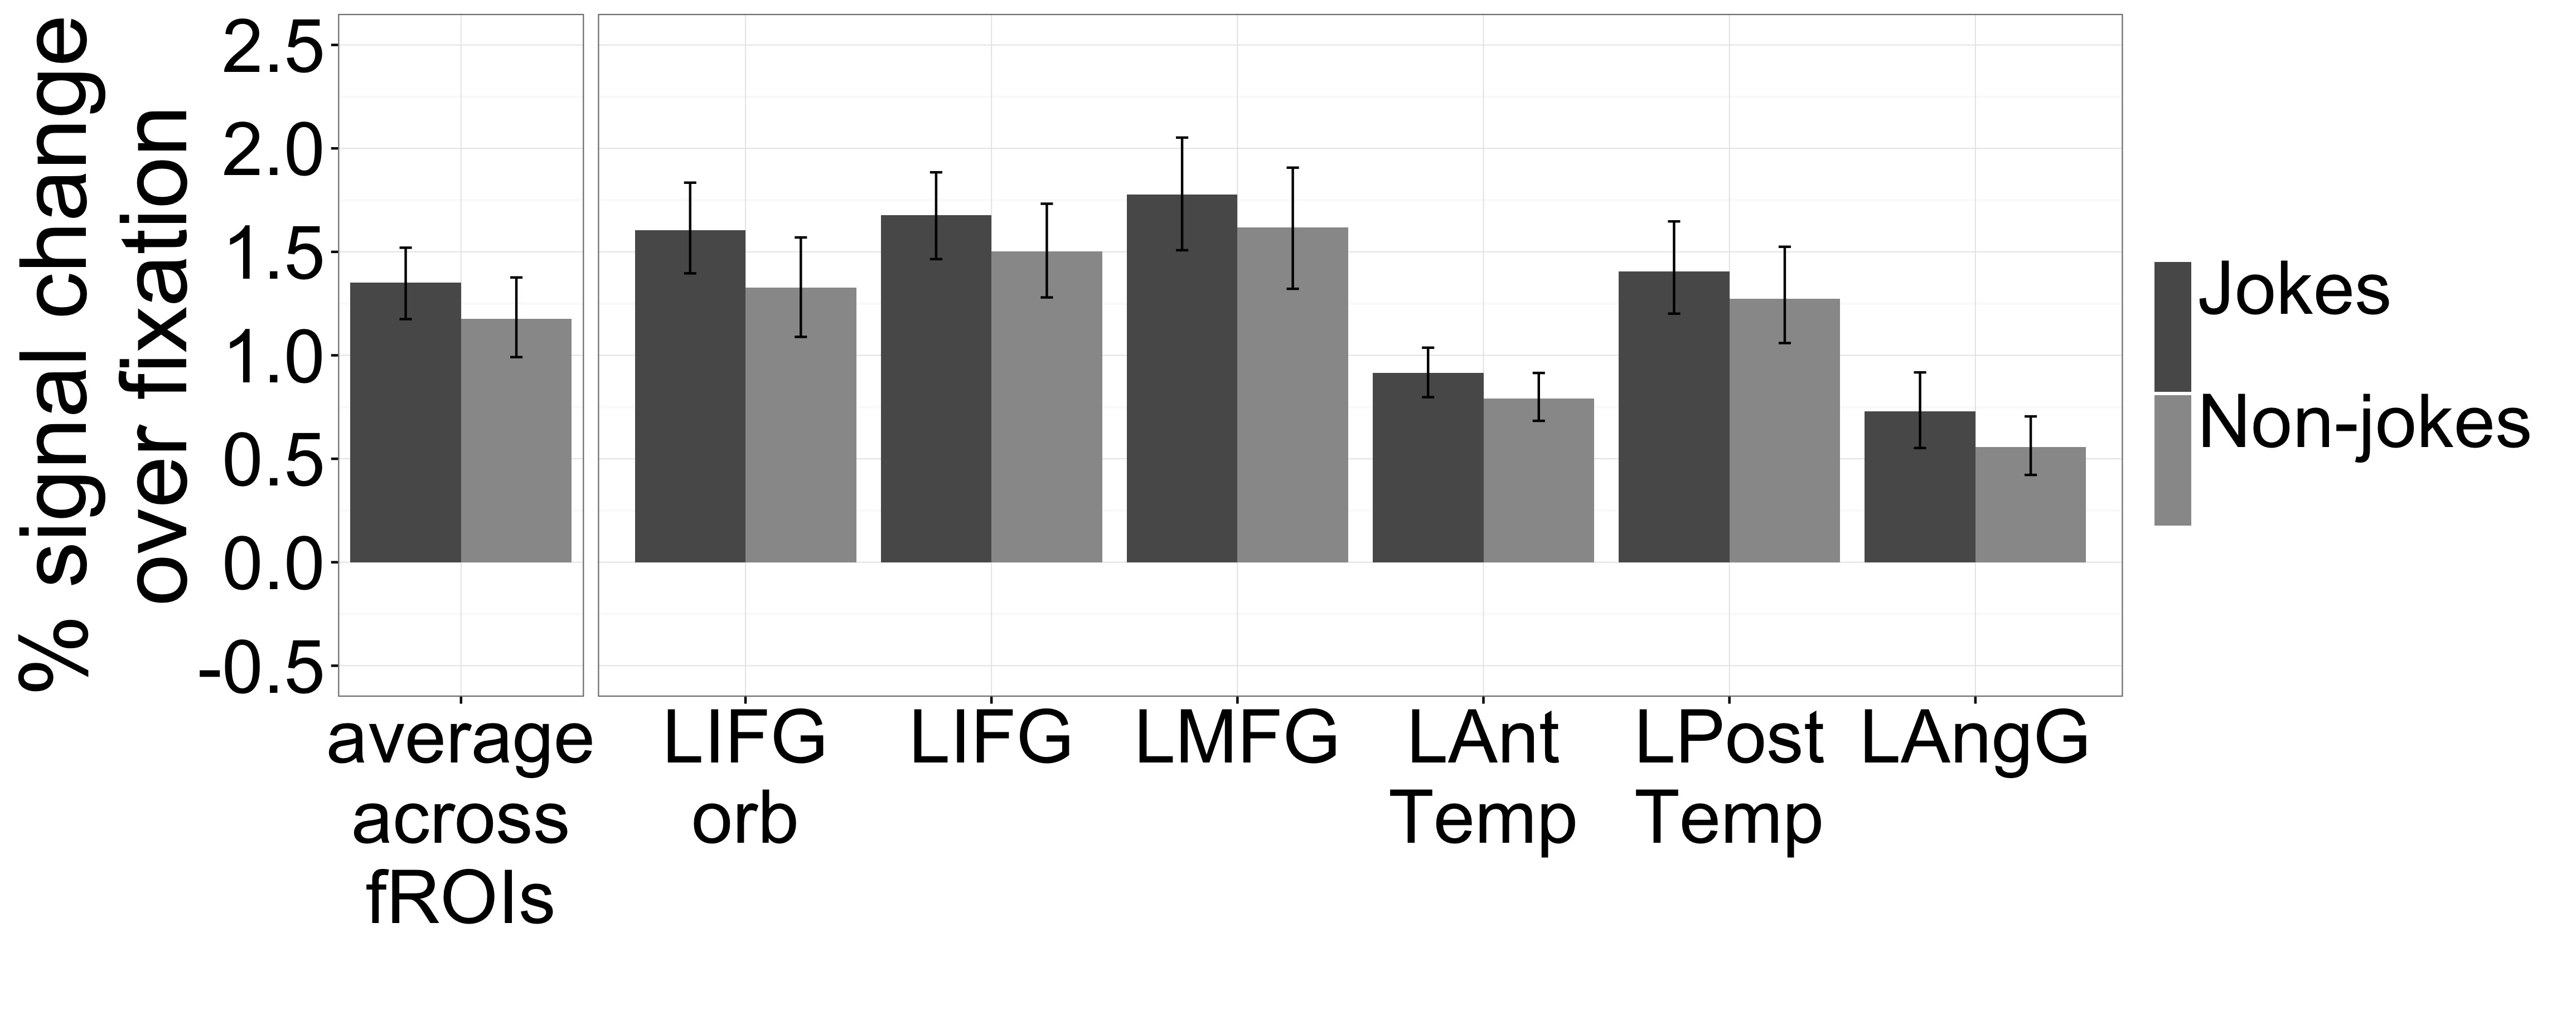 % signal change
over fixation
2.5
2.0
1.5
1.0
0.5
0.0
-0.5
average
across
fROIs
LIFG
orb
LIFG
LMFG
LAnt
Temp
LPost
Temp
LAngG
Jokes
Non-jokes